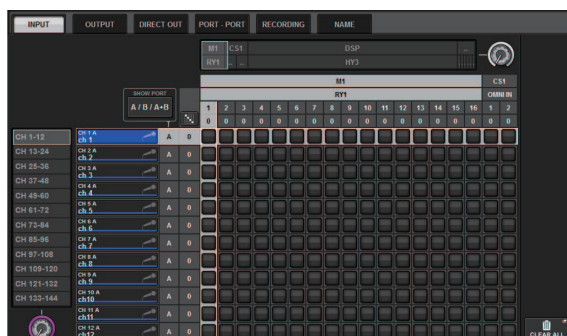 INPUT OUTPUT DIRECT OUT PORT - PORT RECORDING NAME
M1 CS1 DSP ..
RY1 .. .. HY3
M1 CS1
SHOW PORT RY1 OMNI IN
A / B / A+B 1 2 3 4 5 6 7 8 9 10 11 12 13 14 15 16 1 2
0 0 0 0 0 0 0 0 0 0 0 0 0 0 0 0 0 0
CH 1-12 CH 1 A
ch 1 A 0
CH 13-24 CH 2 A
ch 2 A 0
CH 25-36 CH 3 A
ch 3 A 0
CH 37-48 CH 4 A
ch 4 A 0
CH 49-60 CH 5 A
ch 5 A 0
CH 61-72 CH 6 A
ch 6 A 0
CH 73-84 CH 7 A
ch 7 A 0
CH 85-96 CH 8 A
ch 8 A 0
CH 97-108 CH 9 A
ch 9 A 0
CH 109-120 CH 10 A
ch10 A 0
CH 121-132 CH 11 A
ch11 A 0
CH 133-144 CH 12 A
ch12 A 0
CLEAR ALL